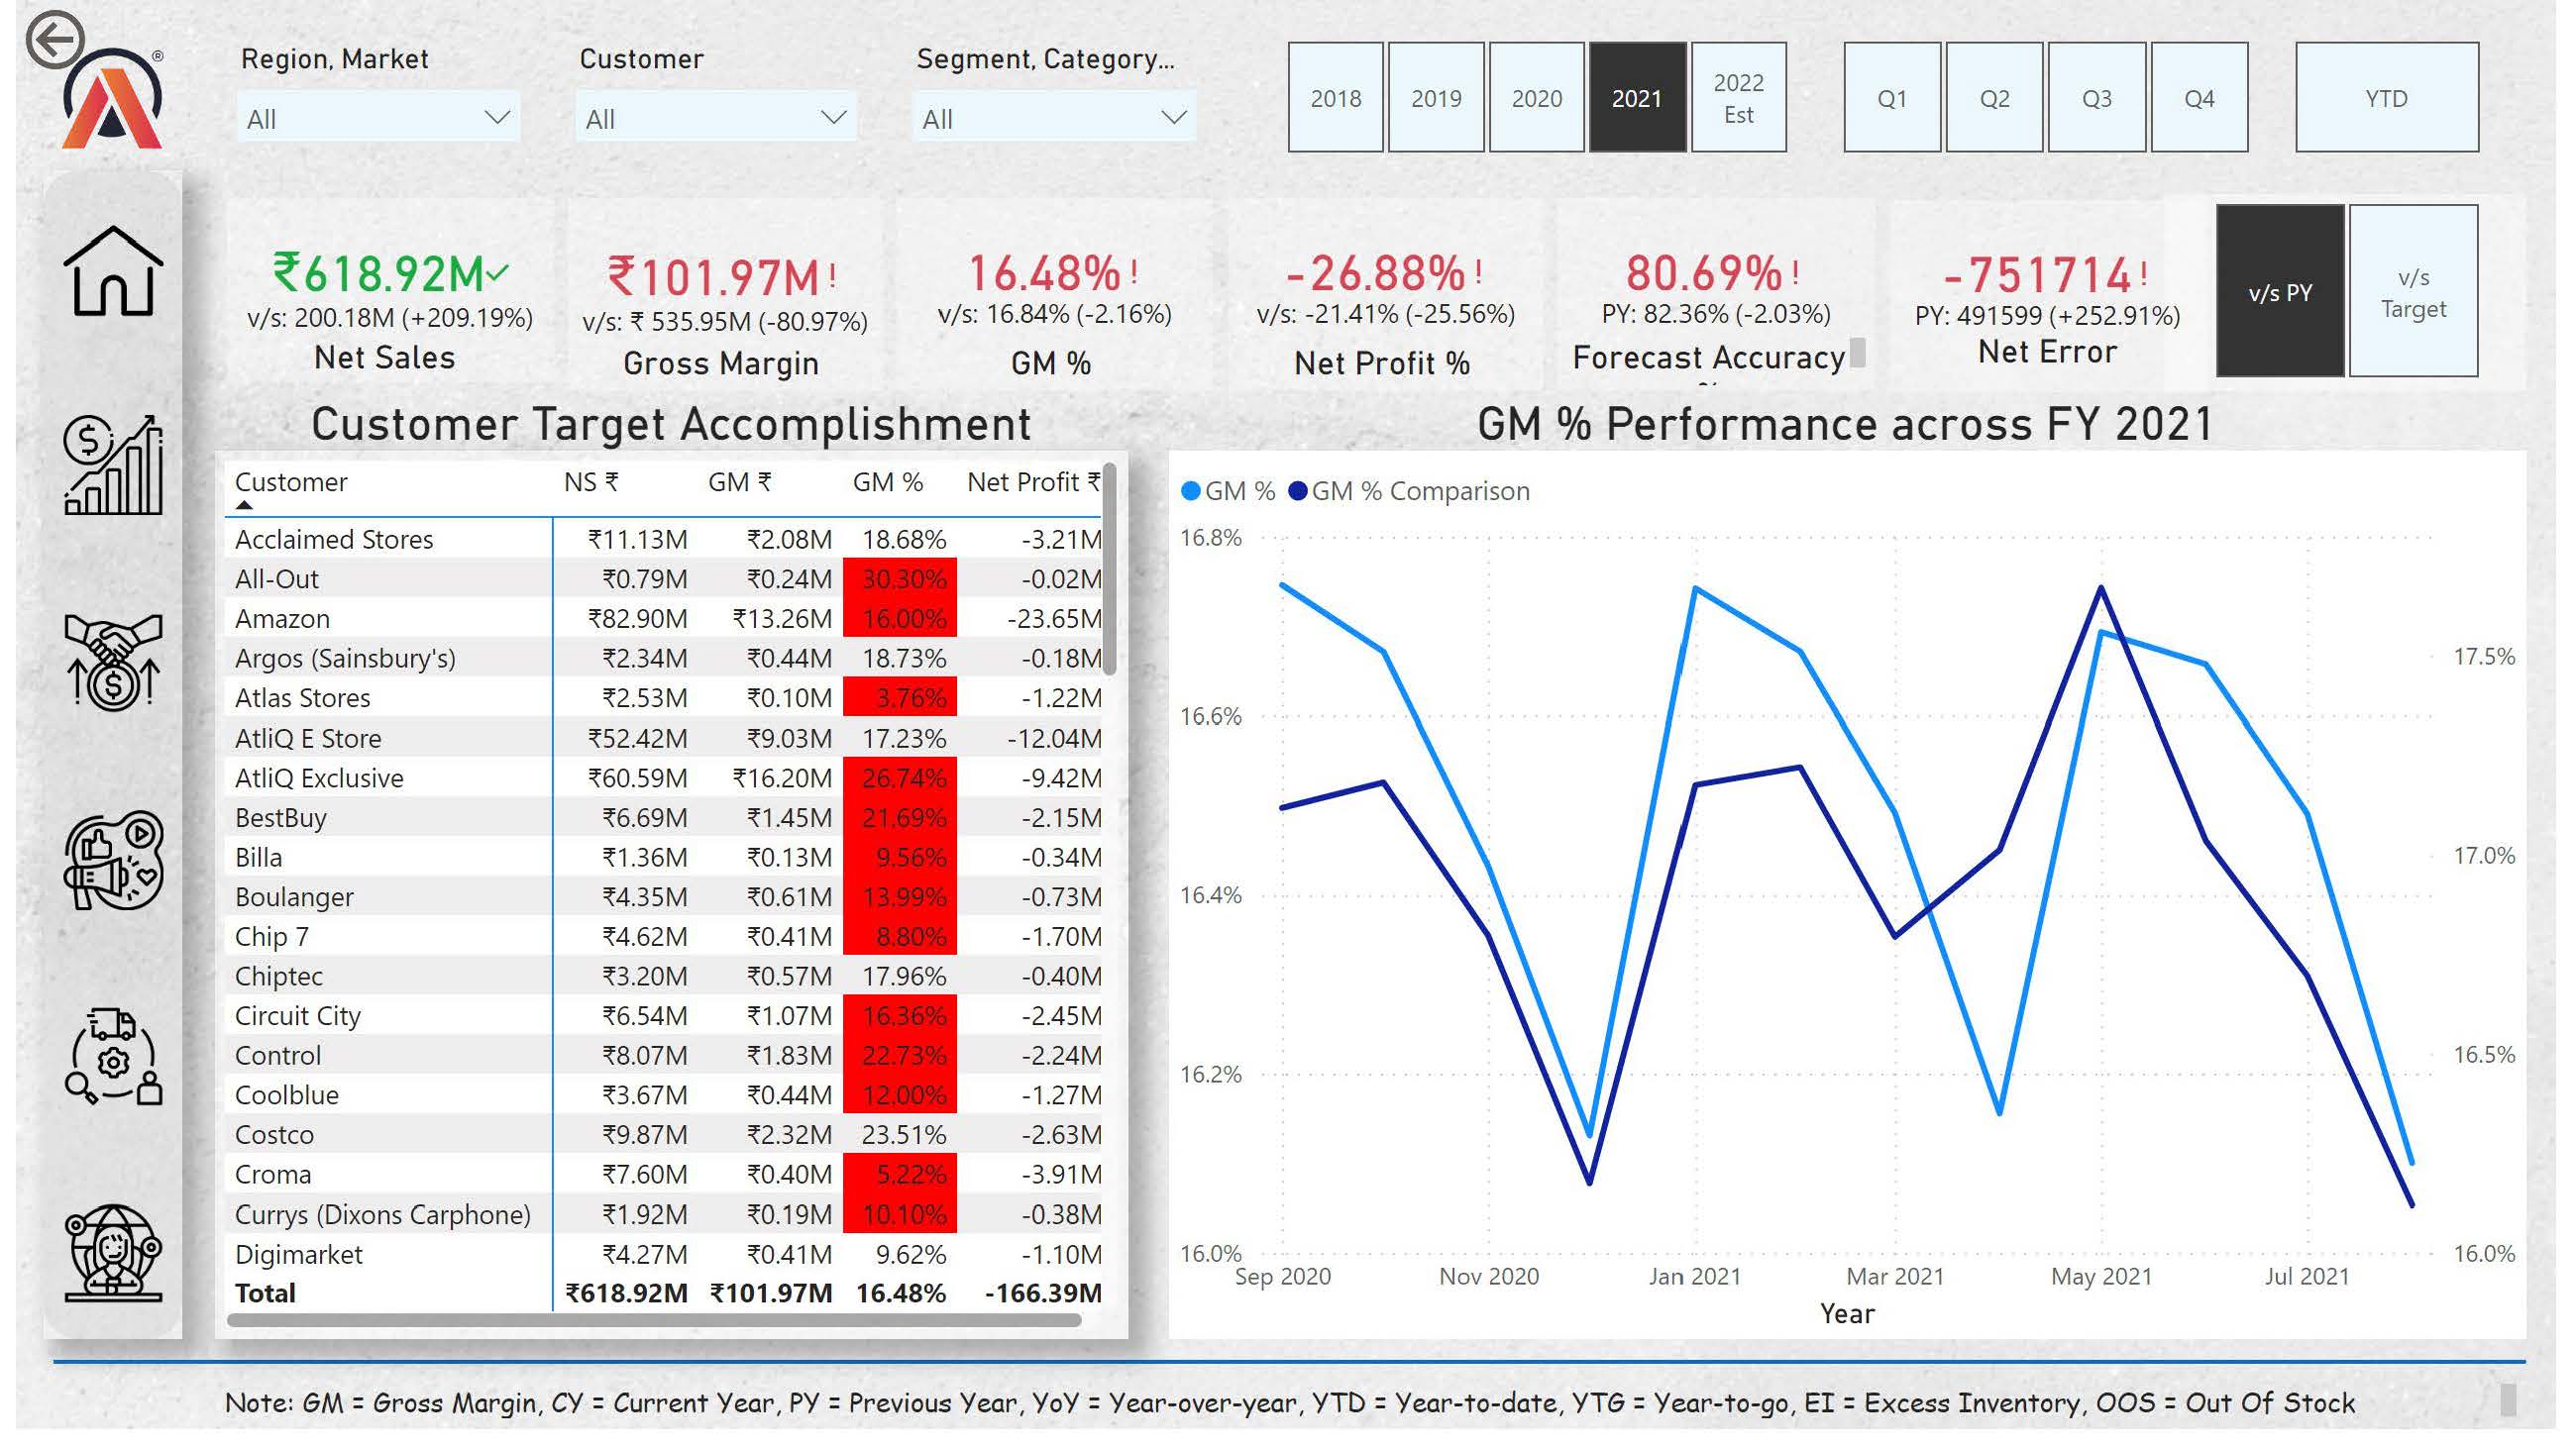 ®
Region, Market
Customer
Segment, Category...
All
All
All
2018
2019
2020
2021
2022
Est
Q1
Q2
Q3
Q4
YTD
₹618.92M✓
v/s: 200.18M (+209.19%)
Net Sales
₹101.97M!
v/s: ₹ 535.95M (-80.97%)
Gross Margin
16.48%!
v/s: 16.84% (-2.16%)
GM %
-26.88%!
v/s: -21.41% (-25.56%)
Net Profit %
80.69%!
PY: 82.36% (-2.03%)
Forecast Accuracy
-751714!
PY: 491599 (+252.91%)
Net Error
v/s PY
v/s
Target
Customer Target Accomplishment
Customer NS ₹ GM ₹ GM % Net Profit ₹
Acclaimed Stores ₹11.13M ₹2.08M 18.68% -3.21M
All-Out ₹0.79M ₹0.24M 30.30% -0.02M
Amazon ₹82.90M ₹13.26M 16.00% -23.65M
Argos (Sainsbury's) ₹2.34M ₹0.44M 18.73% -0.18M
Atlas Stores ₹2.53M ₹0.10M 3.76% -1.22M
AtliQ E Store ₹52.42M ₹9.03M 17.23% -12.04M
AtliQ Exclusive ₹60.59M ₹16.20M 26.74% -9.42M
BestBuy ₹6.69M ₹1.45M 21.69% -2.15M
Billa ₹1.36M ₹0.13M 9.56% -0.34M
Boulanger ₹4.35M ₹0.61M 13.99% -0.73M
Chip 7 ₹4.62M ₹0.41M 8.80% -1.70M
Chiptec ₹3.20M ₹0.57M 17.96% -0.40M
Circuit City ₹6.54M ₹1.07M 16.36% -2.45M
Control ₹8.07M ₹1.83M 22.73% -2.24M
Coolblue ₹3.67M ₹0.44M 12.00% -1.27M
Costco ₹9.87M ₹2.32M 23.51% -2.63M
Croma ₹7.60M ₹0.40M 5.22% -3.91M
Currys (Dixons Carphone) ₹1.92M ₹0.19M 10.10% -0.38M
Digimarket ₹4.27M ₹0.41M 9.62% -1.10M
Total ₹618.92M ₹101.97M 16.48% -166.39M
GM % Performance across FY 2021
GM % GM % Comparison
16.8%
16.6%
16.4%
16.2%
16.0%
17.5%
17.0%
16.5%
16.0%
Sep 2020 Nov 2020 Jan 2021 Mar 2021 May 2021 Jul 2021
Year
Note: GM = Gross Margin, CY = Current Year, PY = Previous Year, YoY = Year-over-year, YTD = Year-to-date, YTG = Year-to-go, EI = Excess Inventory, OOS = Out Of Stock